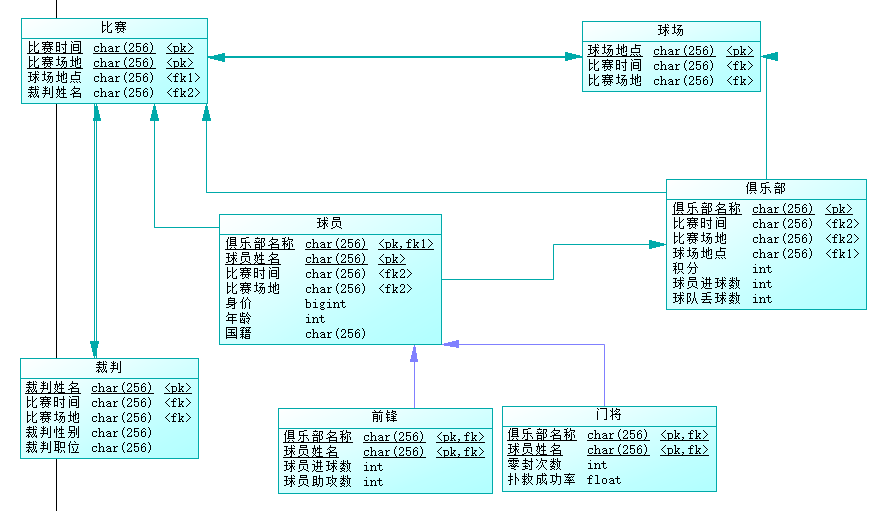 比赛
比赛时间 char(256) <pk>
比赛场地 char(256) <pk>
球场地点 char(256) <fk1>
裁判姓名 char(256) <fk2>
球场
球场地点 char(256) <pk>
比赛时间 char(256) <fk>
比赛场地 char(256) <fk>
俱乐部
俱乐部名称 char(256) <pk>
比赛时间 char(256) <fk2>
比赛场地 char(256) <fk2>
球场地点 char(256) <fk1>
积分 int
球员进球数 int
球队丢球数 int
球员
俱乐部名称 char(256) <pk,fk1>
球员姓名 char(256) <pk>
比赛时间 char(256) <fk2>
比赛场地 char(256) <fk2>
身价 bigint
年龄 int
国籍 char(256)
裁判
裁判姓名 char(256) <pk>
比赛时间 char(256) <fk>
比赛场地 char(256) <fk>
裁判性别 char(256)
裁判职位 char(256)
前锋
俱乐部名称 char(256) <pk,fk>
球员姓名 char(256) <pk,fk>
球员进球数 int
球员助攻数 int
门将
俱乐部名称 char(256) <pk,fk>
球员姓名 char(256) <pk,fk>
零封次数 int
扑救成功率 float